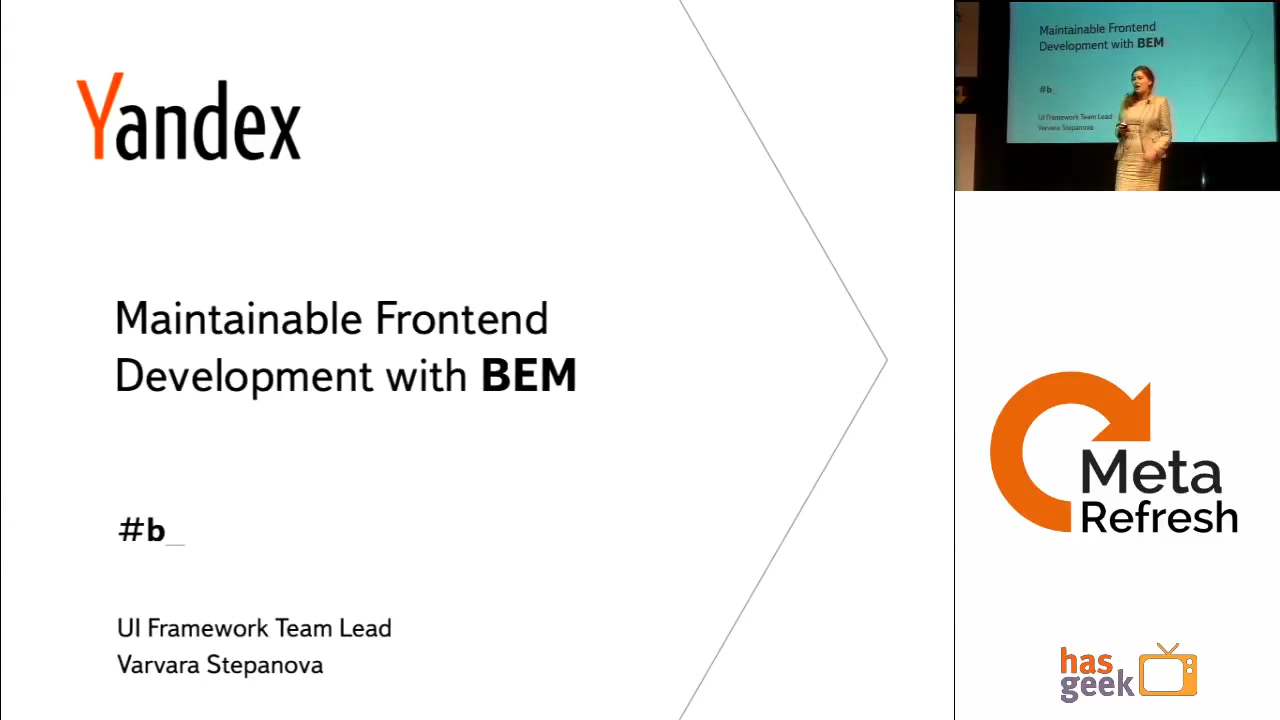 Yandex
Maintainable Frontend
Development with BEM
#b_
UI Framework Team Lead
Varvara Stepanova
Maintainable Frontend
Development with BEM
#b_
UI Framework Team Lead
Varvara Stepanova
Meta
Refresh
has
geek